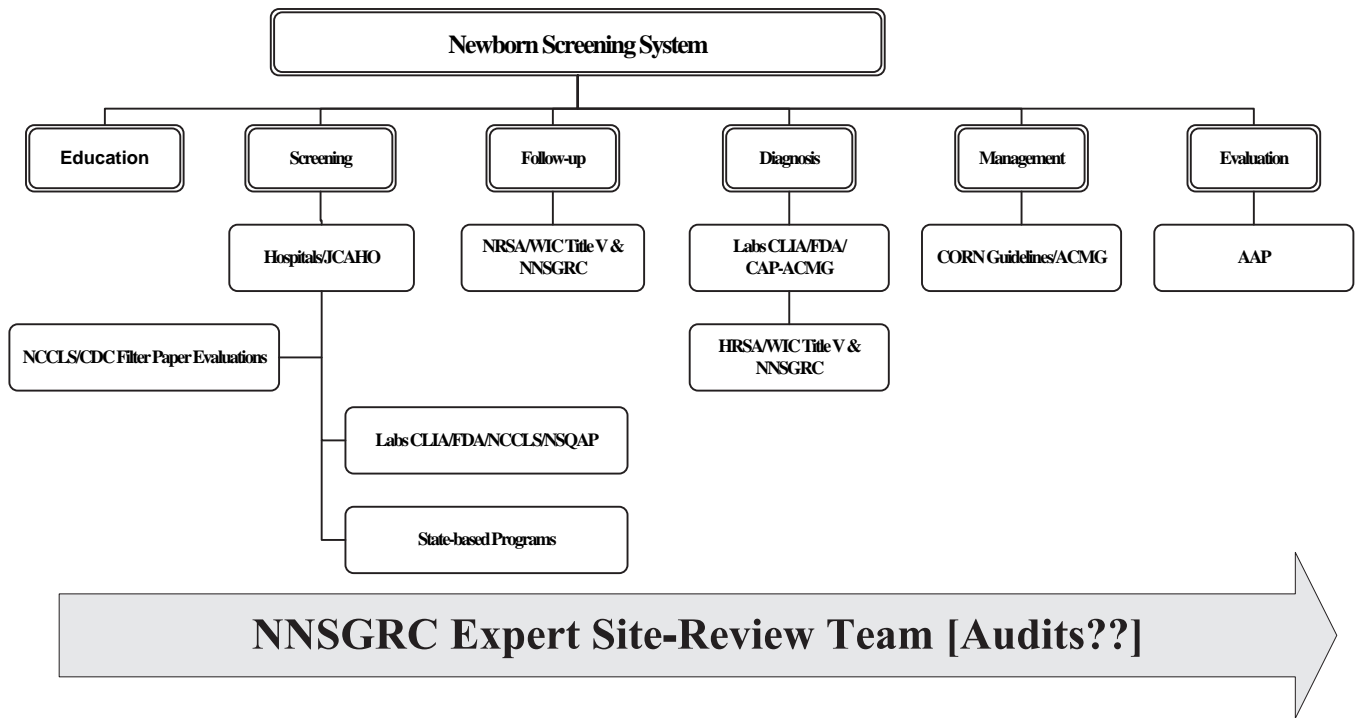 Newborn Screening System
Education
Screening
Follow-up
Diagnosis
Management
Evaluation
Hospitals/JCAHO
NRSA/WIC Title V &
NNSGRC
Labs CLIA/FDA/
CAP-ACMG
CORN Guidelines/ACMG
AAP
NCCLS/CDC Filter Paper Evaluations
HRSA/WIC Title V &
NNSGRC
Labs CLIA/FDA/NCCLS/NSQAP
State-based Programs
NNSGRC Expert Site-Review Team [Audits??]